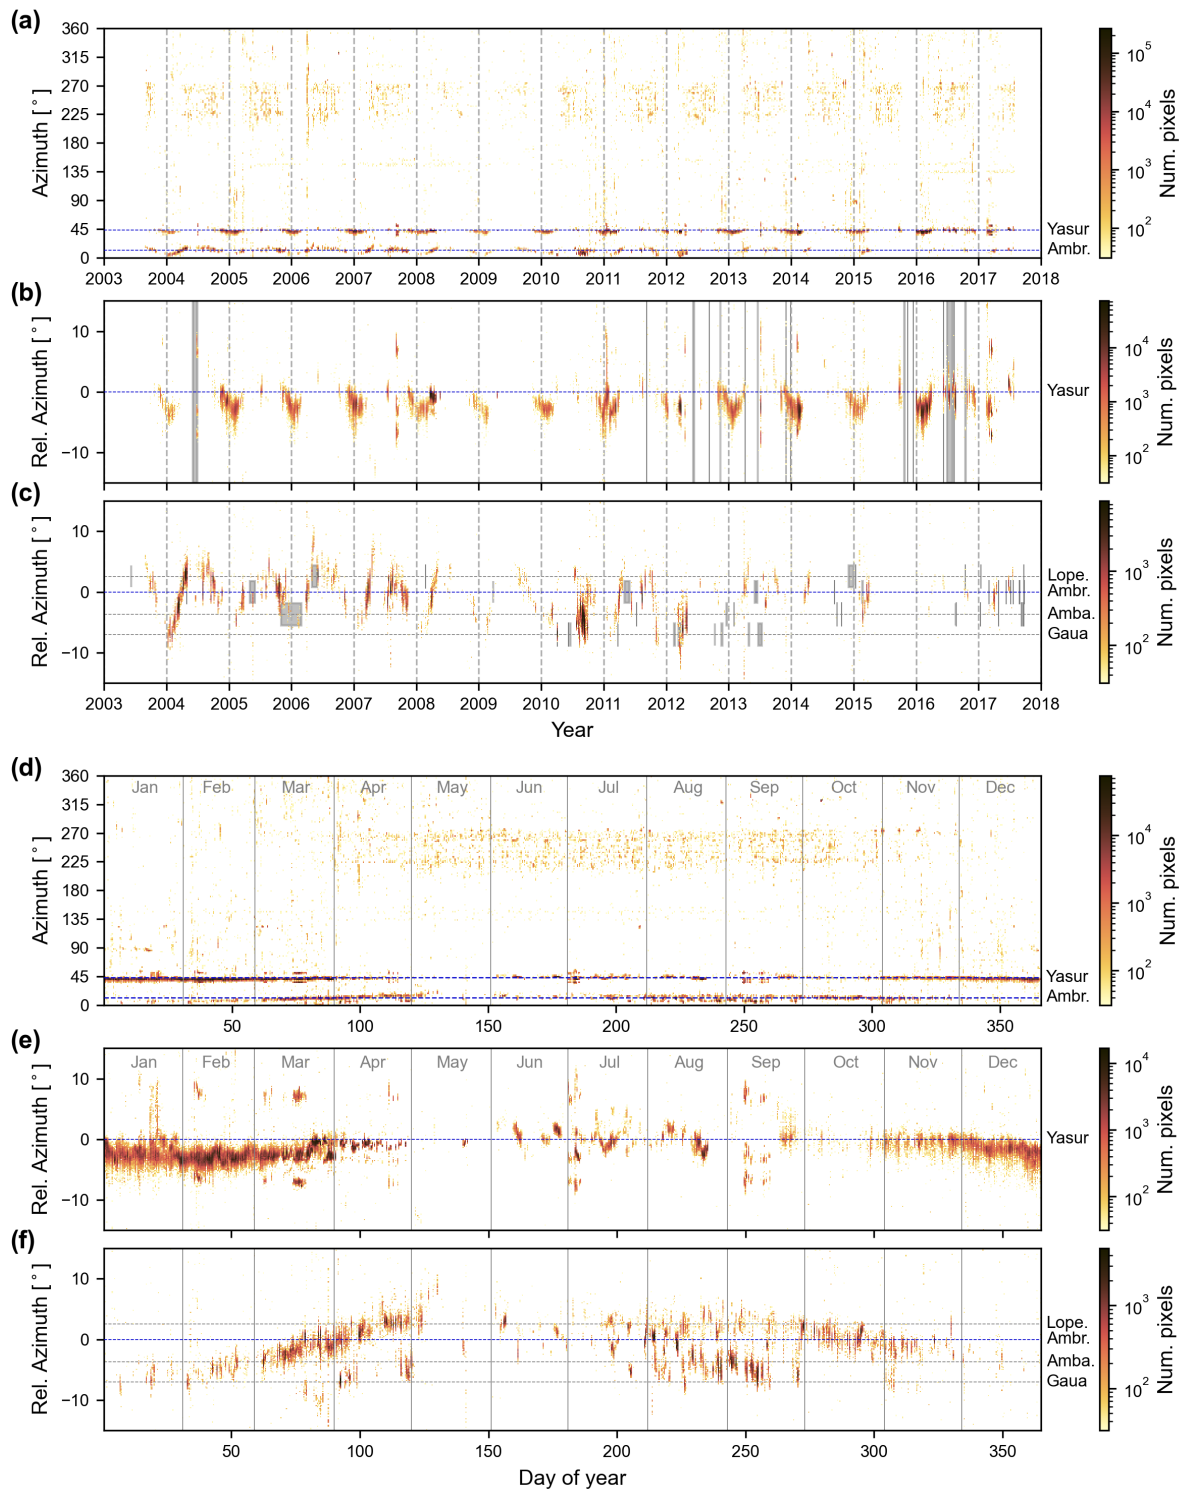 (a)
360
315
270
225
180
135
90
45
0
Azimuth [°]
Yasur
Ambr.
2003 2004 2005 2006 2007 2008 2009 2010 2011 2012 2013 2014 2015 2016 2017 2018
10^5
10^4
10^3
10^2
Num. pixels
(b)
10
0
−10
Rel. Azimuth [°]
Yasur
10^4
10^3
10^2
Num. pixels
(c)
10
0
−10
Rel. Azimuth [°]
Lope.
Ambr.
Amba.
Gaua
2003 2004 2005 2006 2007 2008 2009 2010 2011 2012 2013 2014 2015 2016 2017 2018
Year
10^3
10^2
Num. pixels
(d)
Jan Feb Mar Apr May Jun Jul Aug Sep Oct Nov Dec
360
315
270
225
180
135
90
45
0
Azimuth [°]
Yasur
Ambr.
50 100 150 200 250 300 350
10^4
10^3
10^2
Num. pixels
(e)
Jan Feb Mar Apr May Jun Jul Aug Sep Oct Nov Dec
10
0
−10
Rel. Azimuth [°]
Yasur
10^4
10^3
10^2
Num. pixels
(f)
10
0
−10
Rel. Azimuth [°]
Lope.
Ambr.
Amba.
Gaua
50 100 150 200 250 300 350
Day of year
10^3
10^2
Num. pixels